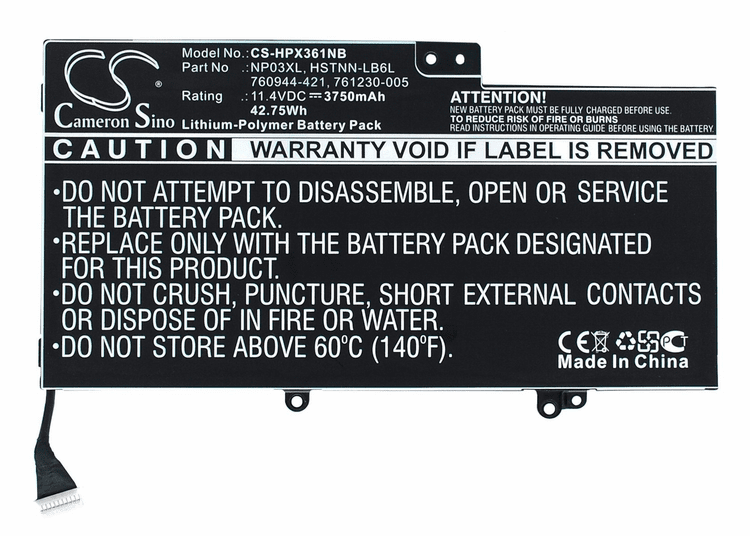 CS
Cameron Sino
®
Model No.:CS-HPX361NB
Part No. :NP03XL, HSTNN-LB6L
760944-421, 761230-005
Rating :11.4VDC⎓3750mAh
42.75Wh
Lithium-Polymer Battery Pack
ATTENTION!
NEW BATTERY PACK MUST BE FULLY CHARGED BEFORE USE.
TO REDUCE RISK OF FIRE OR BURNS
READ INSTRUCTIONS IN OPERATING GUIDE BEFORE USE.
CAUTION WARRANTY VOID IF LABEL IS REMOVED
•DO NOT ATTEMPT TO DISASSEMBLE, OPEN OR SERVICE
THE BATTERY PACK.
•REPLACE ONLY WITH THE BATTERY PACK DESIGNATED
FOR THIS PRODUCT.
•DO NOT CRUSH, PUNCTURE, SHORT EXTERNAL CONTACTS
OR DISPOSE OF IN FIRE OR WATER.
•DO NOT STORE ABOVE 60°C (140°F).
CE PCT
Made In China